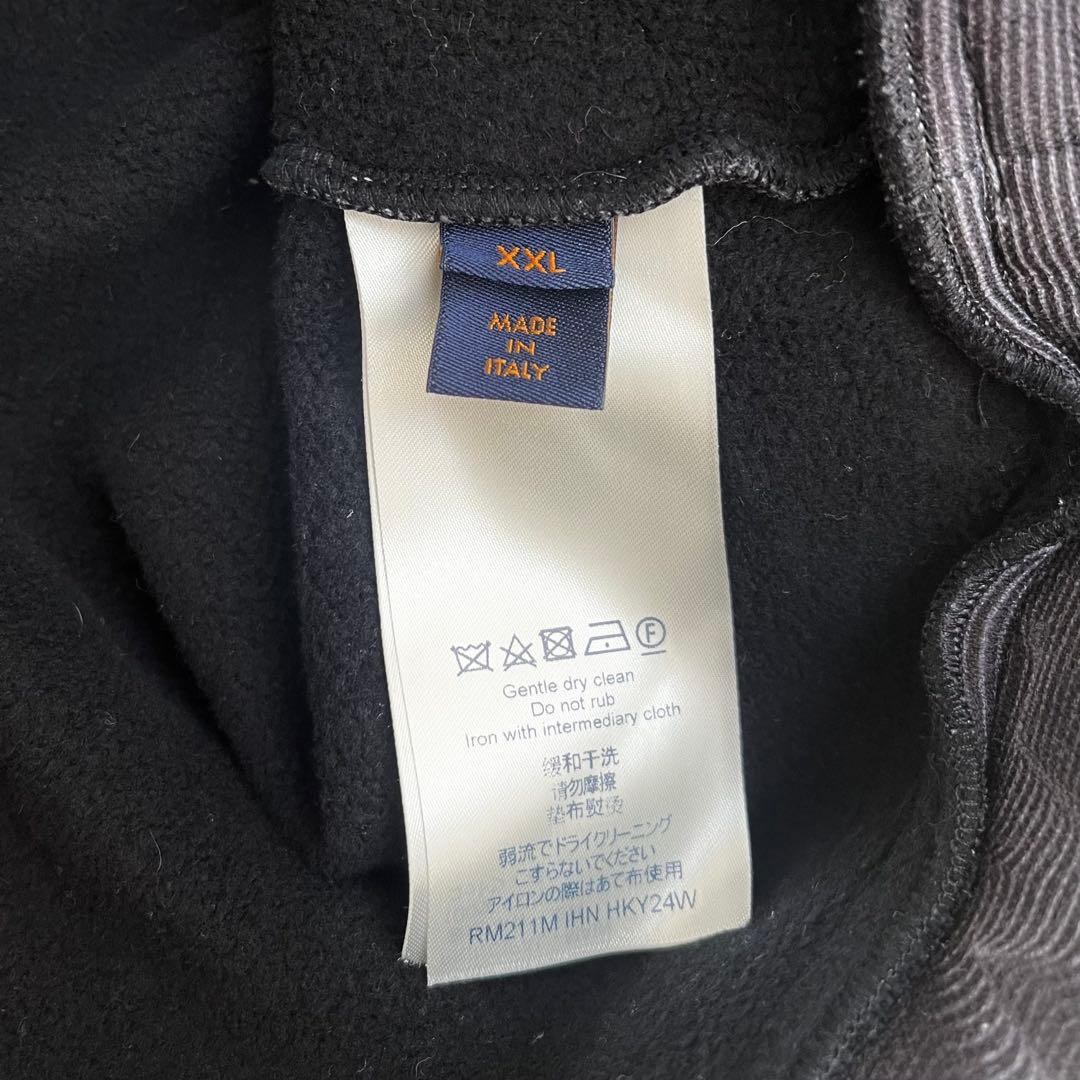 XXL
MADE
IN
ITALY
F
Gentle dry clean
Do not rub
Iron with intermediary cloth
缓和干洗
请勿摩擦
垫布熨烫
弱流でドライクリーニング
こすらないでください
アイロンの際はあて布使用
RM211M IHN HKY24W